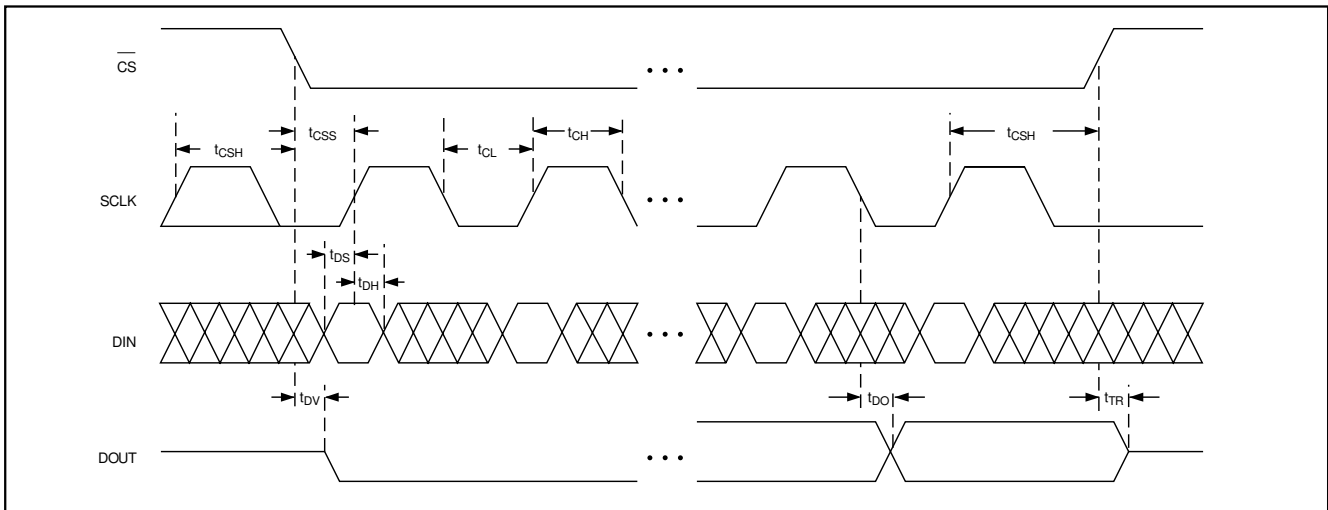 CS
• • •
tCSS
tCH
tCSH
tCSH
tCL
SCLK
• • •
tDS
tDH
DIN
• • •
tDV
tDO
tTR
DOUT
• • •